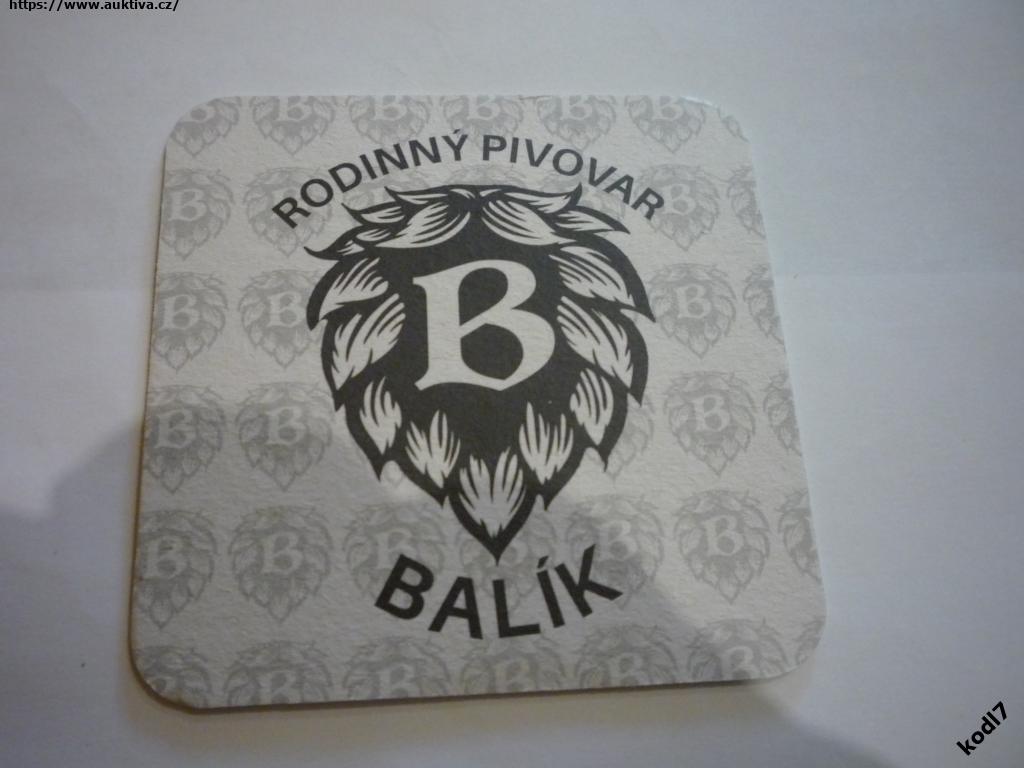 https://www.auktiva.cz/
RODINNÝ PIVOVAR
B
BALÍK
kodl7